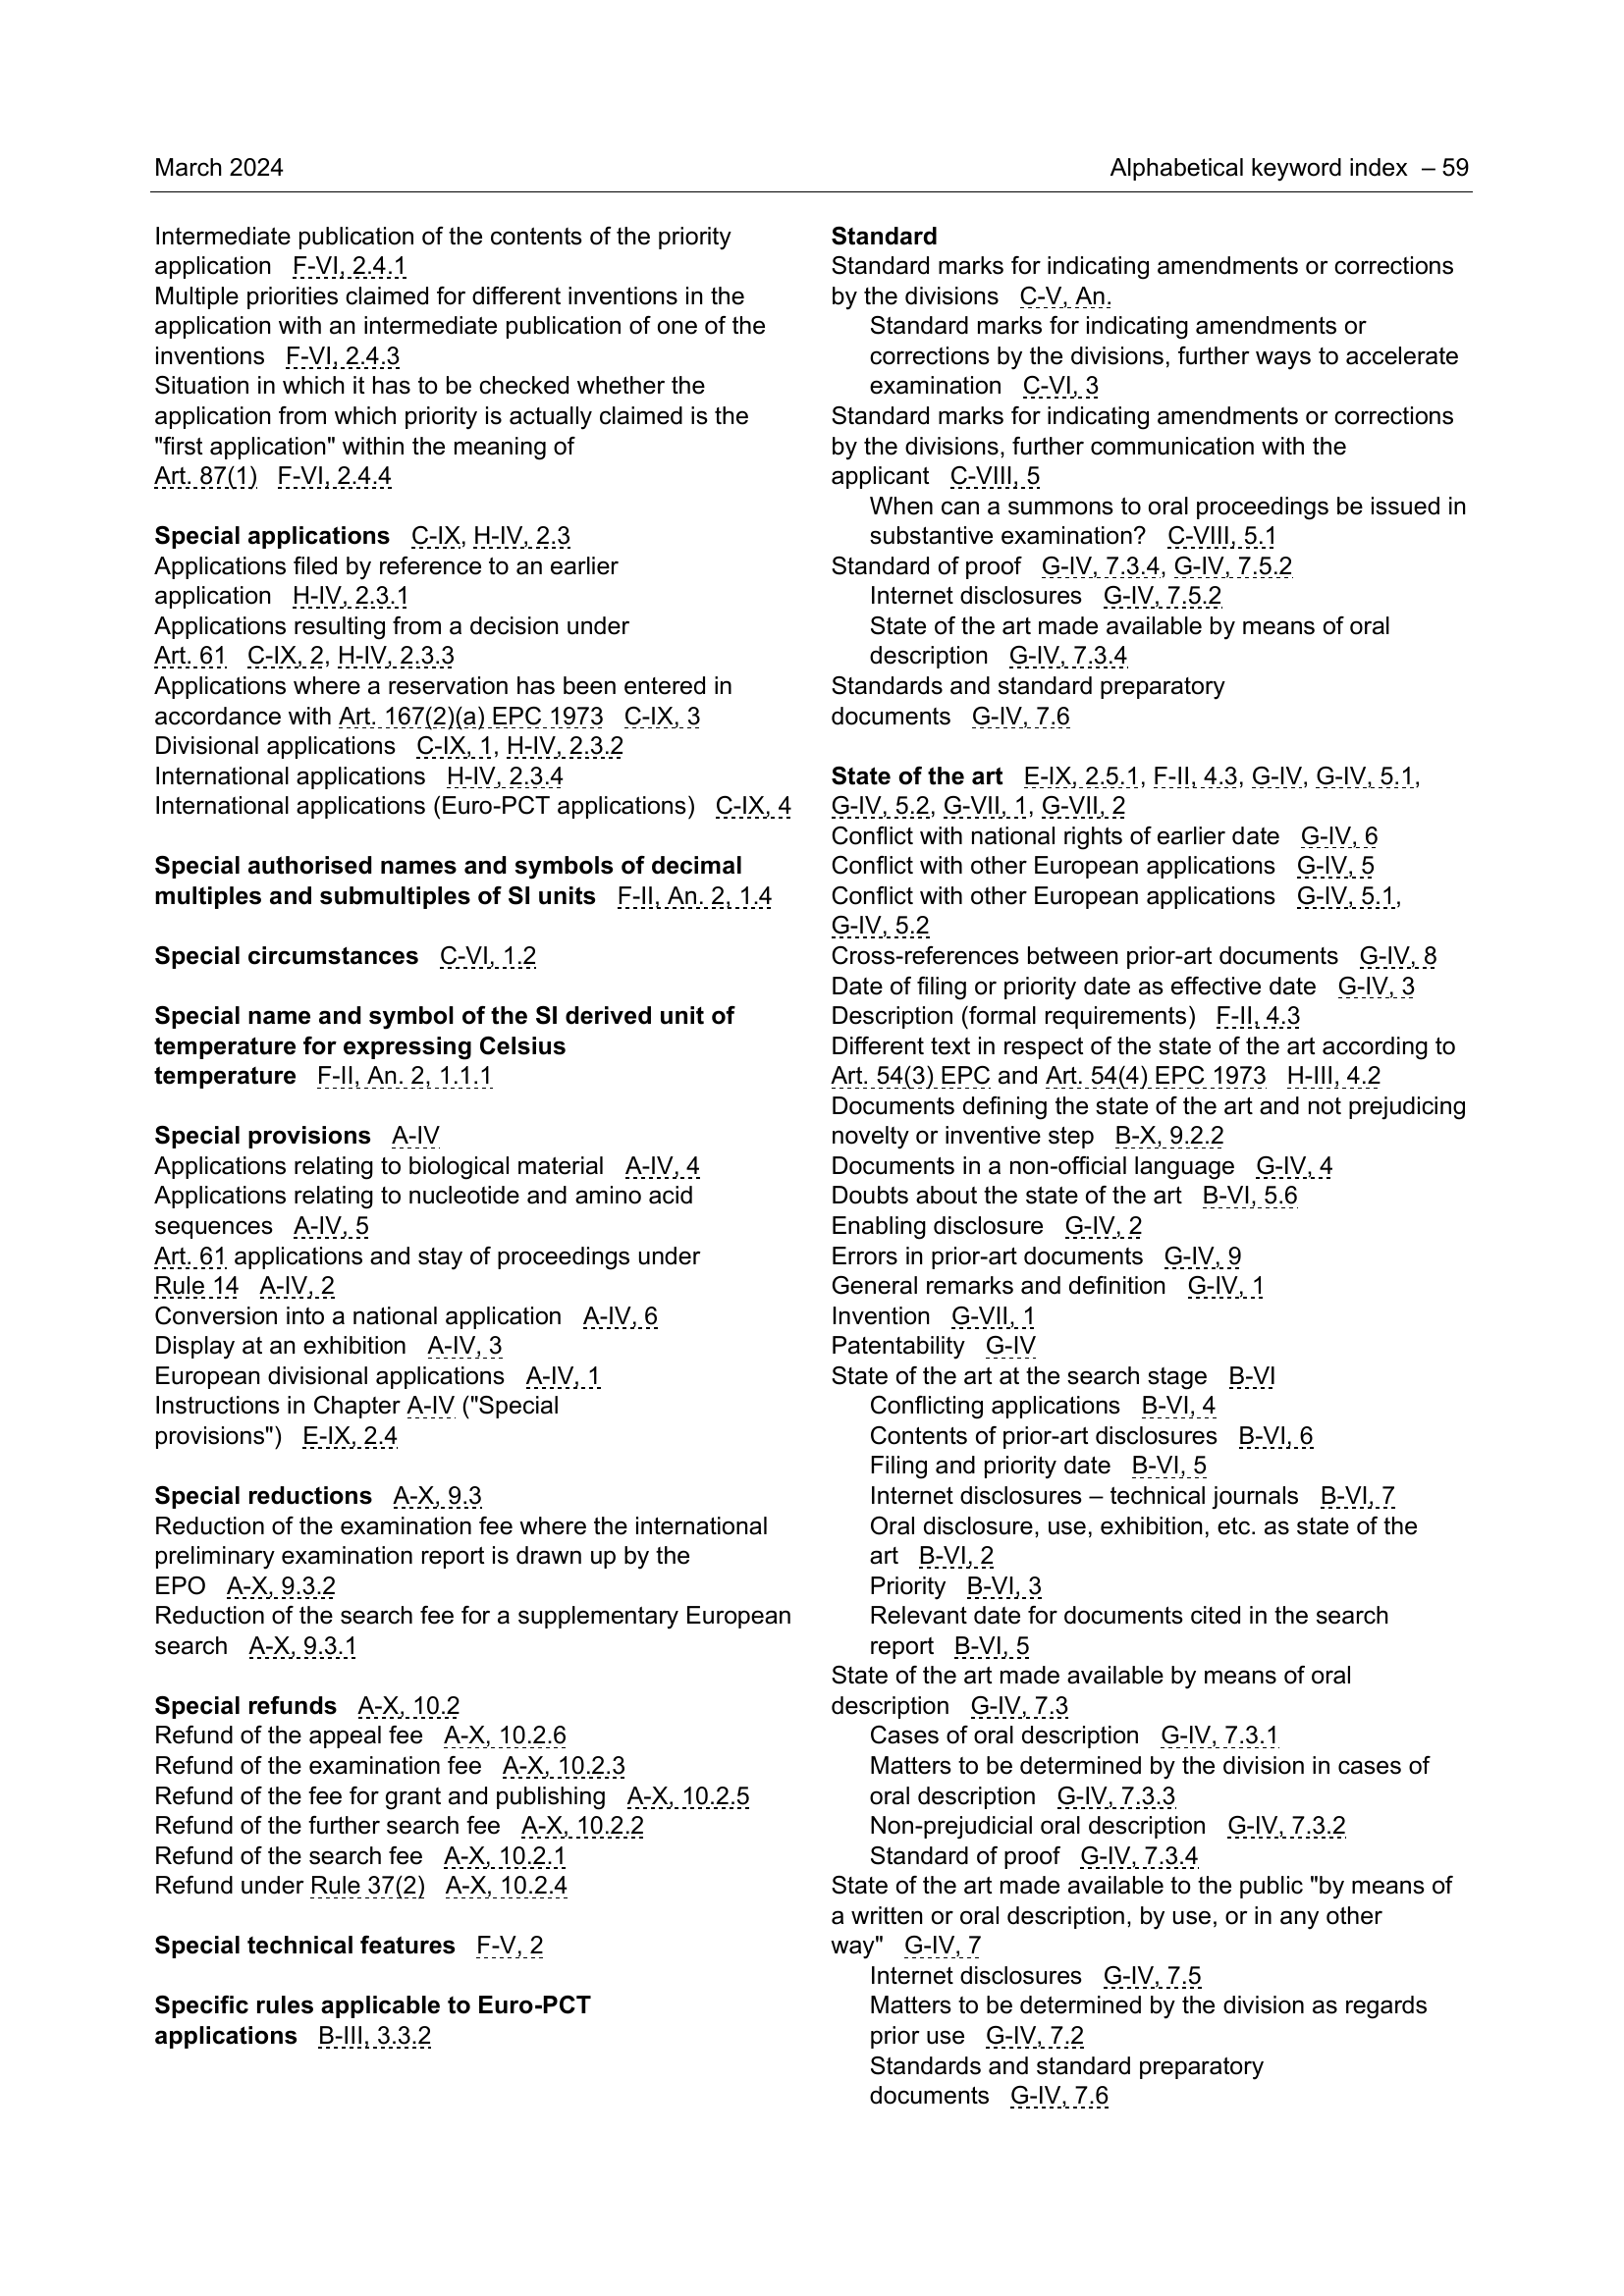 March 2024
Alphabetical keyword index – 59
Intermediate publication of the contents of the priority
application F-VI, 2.4.1
Multiple priorities claimed for different inventions in the
application with an intermediate publication of one of the
inventions F-VI, 2.4.3
Situation in which it has to be checked whether the
application from which priority is actually claimed is the
"first application" within the meaning of
Art. 87(1) F-VI, 2.4.4
Special applications C-IX, H-IV, 2.3
Applications filed by reference to an earlier
application H-IV, 2.3.1
Applications resulting from a decision under
Art. 61 C-IX, 2, H-IV, 2.3.3
Applications where a reservation has been entered in
accordance with Art. 167(2)(a) EPC 1973 C-IX, 3
Divisional applications C-IX, 1, H-IV, 2.3.2
International applications H-IV, 2.3.4
International applications (Euro-PCT applications) C-IX, 4
Special authorised names and symbols of decimal
multiples and submultiples of SI units F-II, An. 2, 1.4
Special circumstances C-VI, 1.2
Special name and symbol of the SI derived unit of
temperature for expressing Celsius
temperature F-II, An. 2, 1.1.1
Special provisions A-IV
Applications relating to biological material A-IV, 4
Applications relating to nucleotide and amino acid
sequences A-IV, 5
Art. 61 applications and stay of proceedings under
Rule 14 A-IV, 2
Conversion into a national application A-IV, 6
Display at an exhibition A-IV, 3
European divisional applications A-IV, 1
Instructions in Chapter A-IV ("Special
provisions") E-IX, 2.4
Special reductions A-X, 9.3
Reduction of the examination fee where the international
preliminary examination report is drawn up by the
EPO A-X, 9.3.2
Reduction of the search fee for a supplementary European
search A-X, 9.3.1
Special refunds A-X, 10.2
Refund of the appeal fee A-X, 10.2.6
Refund of the examination fee A-X, 10.2.3
Refund of the fee for grant and publishing A-X, 10.2.5
Refund of the further search fee A-X, 10.2.2
Refund of the search fee A-X, 10.2.1
Refund under Rule 37(2) A-X, 10.2.4
Special technical features F-V, 2
Specific rules applicable to Euro-PCT
applications B-III, 3.3.2
Standard
Standard marks for indicating amendments or corrections
by the divisions C-V, An.
Standard marks for indicating amendments or
corrections by the divisions, further ways to accelerate
examination C-VI, 3
Standard marks for indicating amendments or corrections
by the divisions, further communication with the
applicant C-VIII, 5
When can a summons to oral proceedings be issued in
substantive examination? C-VIII, 5.1
Standard of proof G-IV, 7.3.4, G-IV, 7.5.2
Internet disclosures G-IV, 7.5.2
State of the art made available by means of oral
description G-IV, 7.3.4
Standards and standard preparatory
documents G-IV, 7.6
State of the art E-IX, 2.5.1, F-II, 4.3, G-IV, G-IV, 5.1,
G-IV, 5.2, G-VII, 1, G-VII, 2
Conflict with national rights of earlier date G-IV, 6
Conflict with other European applications G-IV, 5
Conflict with other European applications G-IV, 5.1,
G-IV, 5.2
Cross-references between prior-art documents G-IV, 8
Date of filing or priority date as effective date G-IV, 3
Description (formal requirements) F-II, 4.3
Different text in respect of the state of the art according to
Art. 54(3) EPC and Art. 54(4) EPC 1973 H-III, 4.2
Documents defining the state of the art and not prejudicing
novelty or inventive step B-X, 9.2.2
Documents in a non-official language G-IV, 4
Doubts about the state of the art B-VI, 5.6
Enabling disclosure G-IV, 2
Errors in prior-art documents G-IV, 9
General remarks and definition G-IV, 1
Invention G-VII, 1
Patentability G-IV
State of the art at the search stage B-VI
Conflicting applications B-VI, 4
Contents of prior-art disclosures B-VI, 6
Filing and priority date B-VI, 5
Internet disclosures – technical journals B-VI, 7
Oral disclosure, use, exhibition, etc. as state of the
art B-VI, 2
Priority B-VI, 3
Relevant date for documents cited in the search
report B-VI, 5
State of the art made available by means of oral
description G-IV, 7.3
Cases of oral description G-IV, 7.3.1
Matters to be determined by the division in cases of
oral description G-IV, 7.3.3
Non-prejudicial oral description G-IV, 7.3.2
Standard of proof G-IV, 7.3.4
State of the art made available to the public "by means of
a written or oral description, by use, or in any other
way" G-IV, 7
Internet disclosures G-IV, 7.5
Matters to be determined by the division as regards
prior use G-IV, 7.2
Standards and standard preparatory
documents G-IV, 7.6